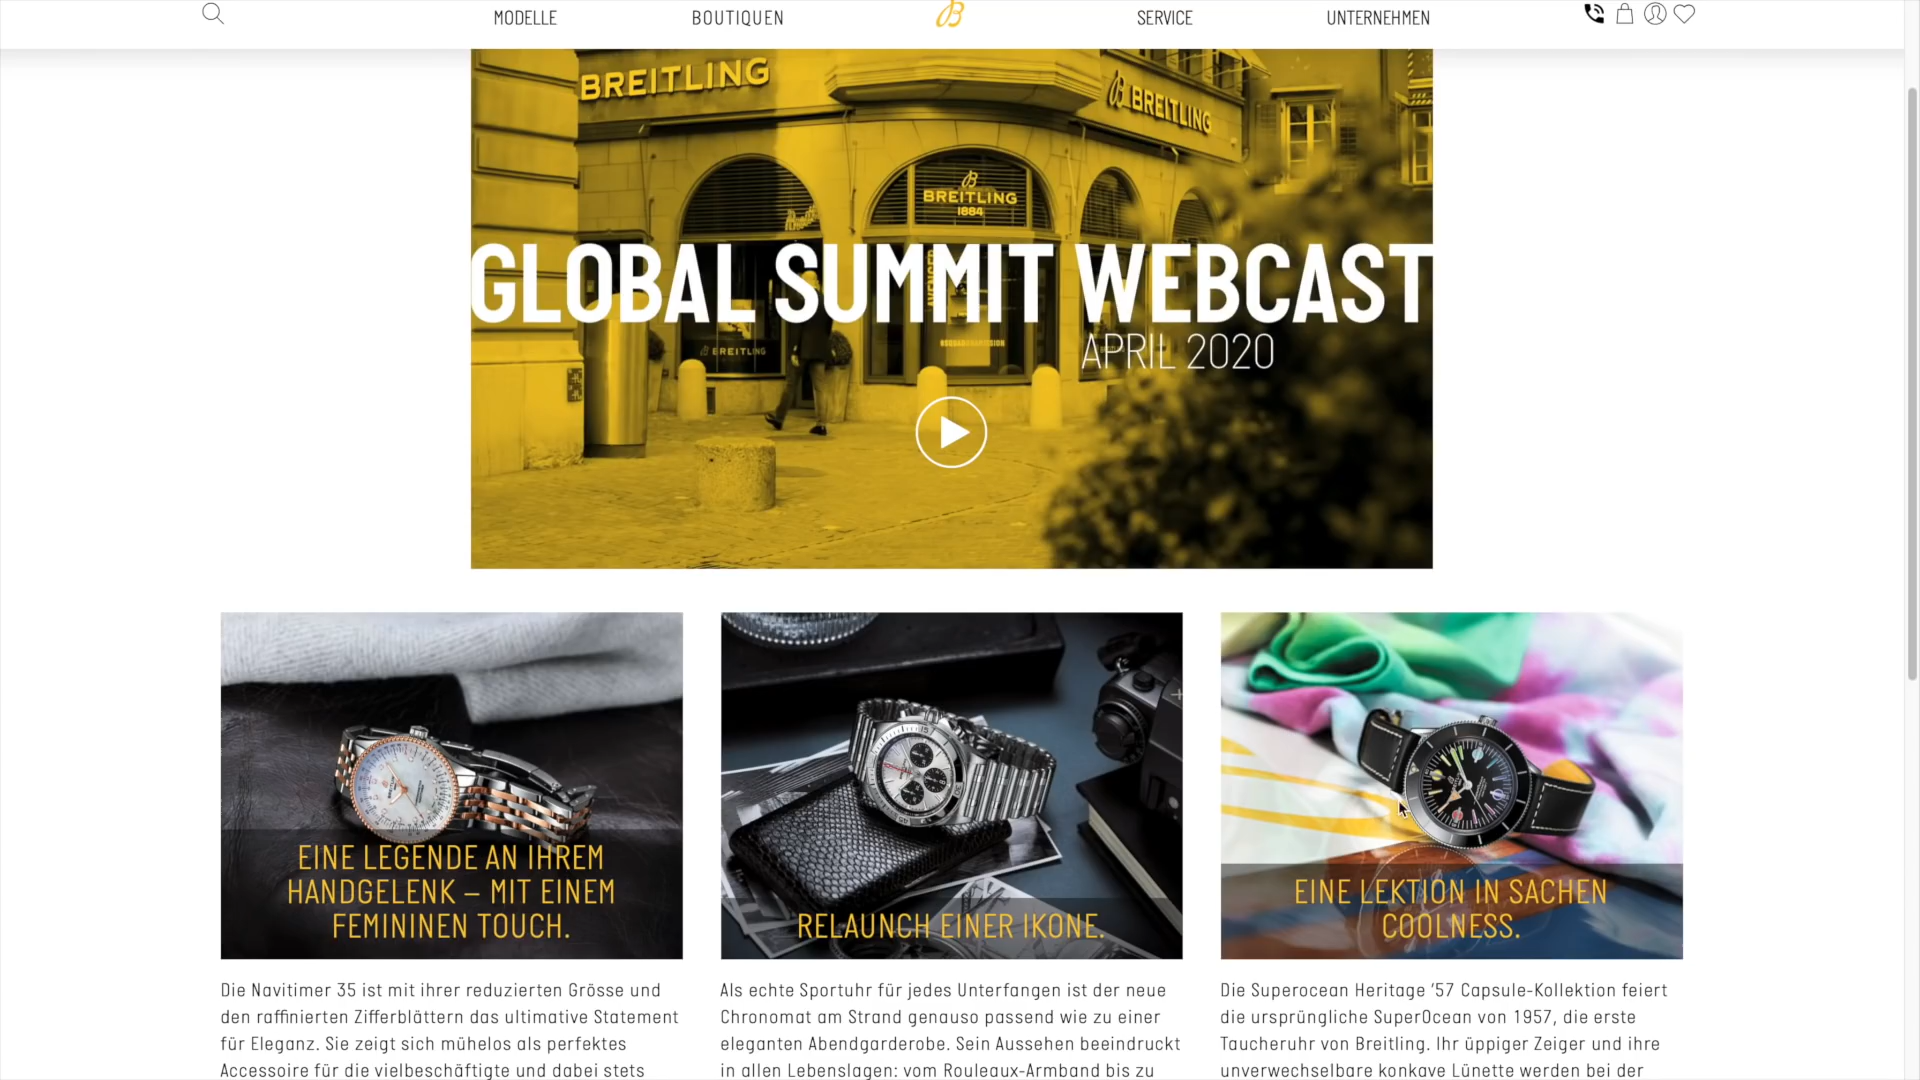 MODELLE
BOUTIQUEN
B
SERVICE
UNTERNEHMEN
BREITLING
B BREITLING
BREITLING
1884
GLOBAL SUMMIT WEBCAST
APRIL 2020
BREITLING
EINE LEGENDE AN IHREM
HANDGELENK – MIT EINEM
FEMININEN TOUCH.
RELAUNCH EINER IKONE.
EINE LEKTION IN SACHEN
COOLNESS.
Die Navitimer 35 ist mit ihrer reduzierten Grösse und
den raffinierten Zifferblättern das ultimative Statement
für Eleganz. Sie zeigt sich mühelos als perfektes
Accessoire für die vielbeschäftigte und dabei stets
Als echte Sportuhr für jedes Unterfangen ist der neue
Chronomat am Strand genauso passend wie zu einer
eleganten Abendgarderobe. Sein Aussehen beeindruckt
in allen Lebenslagen: vom Rouleaux-Armband bis zu
Die Superocean Heritage ’57 Capsule-Kollektion feiert
die ursprüngliche SuperOcean von 1957, die erste
Taucheruhr von Breitling. Ihr üppiger Zeiger und ihre
unverwechselbare konkave Lünette werden bei der